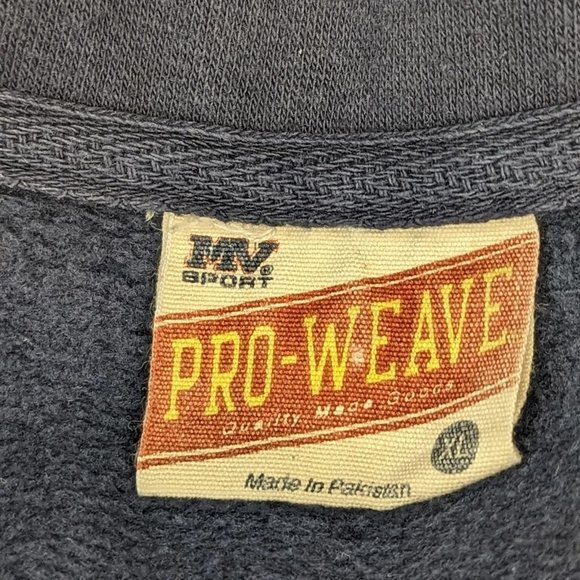 MV®
SPORT
PRO-WEAVE
Quality Made Goods
XL
Made In Pakistan